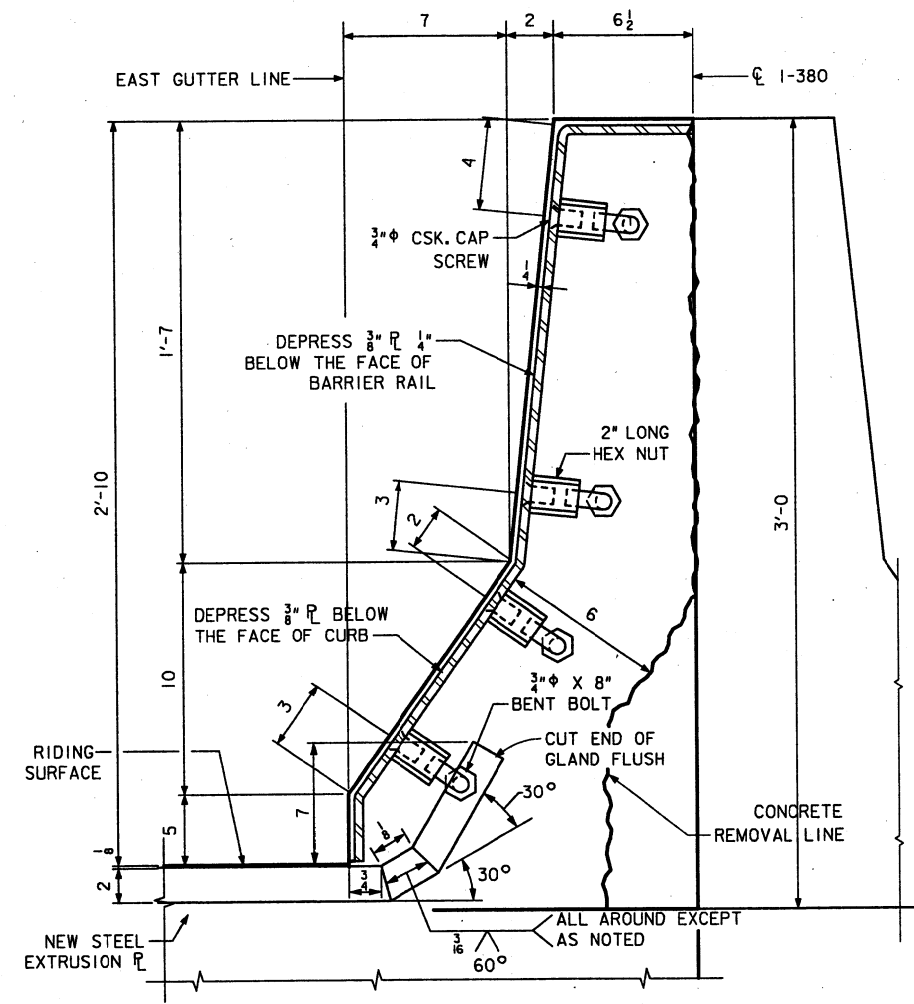 7
2
6 1/2
EAST GUTTER LINE
℄ I-380
4
3/4"φ CSK. CAP
SCREW
1/4
1'-7
DEPRESS 3/8" ℞ 1/4"
BELOW THE FACE OF
BARRIER RAIL
2" LONG
HEX NUT
2'-10
3
2
3'-0
DEPRESS 3/8" ℞ BELOW
THE FACE OF CURB
6
10
3/4"φ X 8"
BENT BOLT
3
CUT END OF
GLAND FLUSH
RIDING
SURFACE
7
30°
CONCRETE
REMOVAL LINE
5
1/8
1/8
2
3/4
30°
NEW STEEL
EXTRUSION ℞
3/16
60°
ALL AROUND EXCEPT
AS NOTED